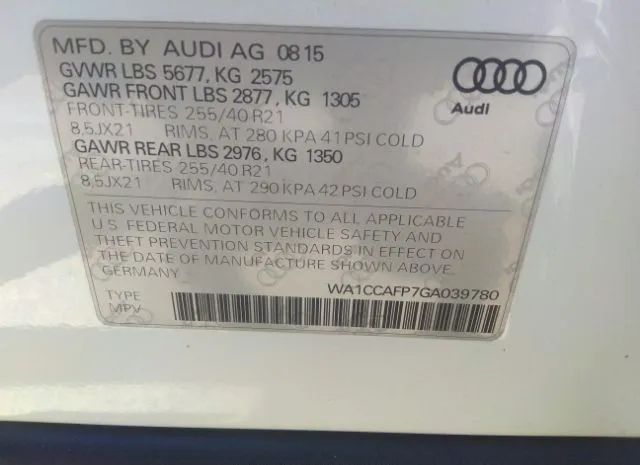 MFD. BY AUDI AG 08 15
GVWR LBS 5677, KG 2575
GAWR FRONT LBS 2877, KG 1305
FRONT-TIRES 255/40 R21
8,5JX21 RIMS, AT 280 KPA 41 PSI COLD
GAWR REAR LBS 2976, KG 1350
REAR-TIRES 255/40 R21
8,5JX21 RIMS, AT 290 KPA 42 PSI COLD
Audi
THIS VEHICLE CONFORMS TO ALL APPLICABLE
U.S. FEDERAL MOTOR VEHICLE SAFETY AND
THEFT PREVENTION STANDARDS IN EFFECT ON
THE DATE OF MANUFACTURE SHOWN ABOVE.
GERMANY
WA1CCAFP7GA039780
TYPE
MPV